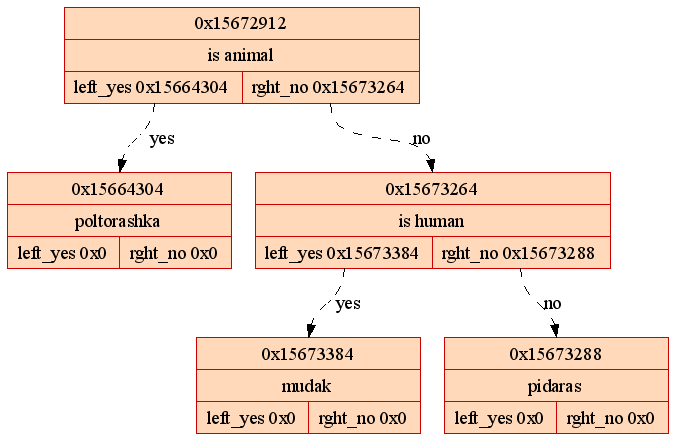 0x15672912
is animal
left_yes 0x15664304 rght_no 0x15673264
yes no
0x15664304 0x15673264
poltorashka is human
left_yes 0x0 rght_no 0x0 left_yes 0x15673384 rght_no 0x15673288
yes no
0x15673384 0x15673288
mudak pidaras
left_yes 0x0 rght_no 0x0 left_yes 0x0 rght_no 0x0